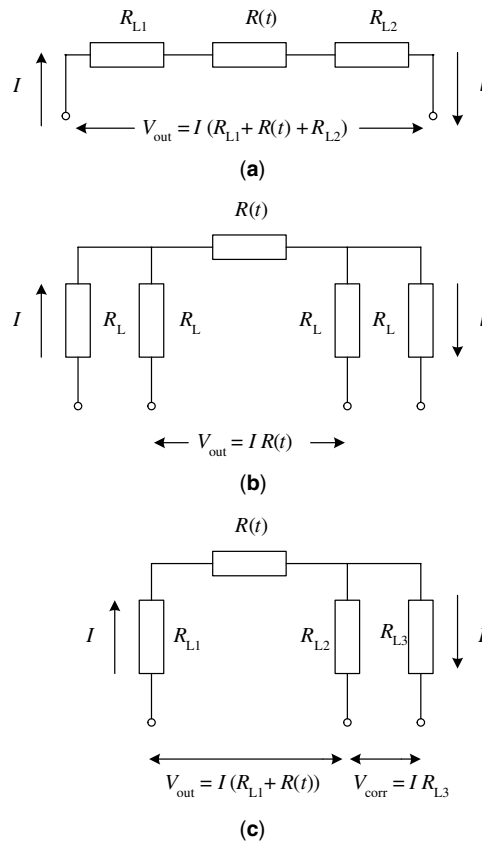 R_L1 R(t) R_L2
I
V_out = I (R_L1 + R(t) + R_L2)
(a)
R(t)
I R_L R_L R_L R_L
V_out = I R(t)
(b)
R(t)
I R_L1 R_L2 R_L3
V_out = I (R_L1 + R(t)) V_corr = I R_L3
(c)